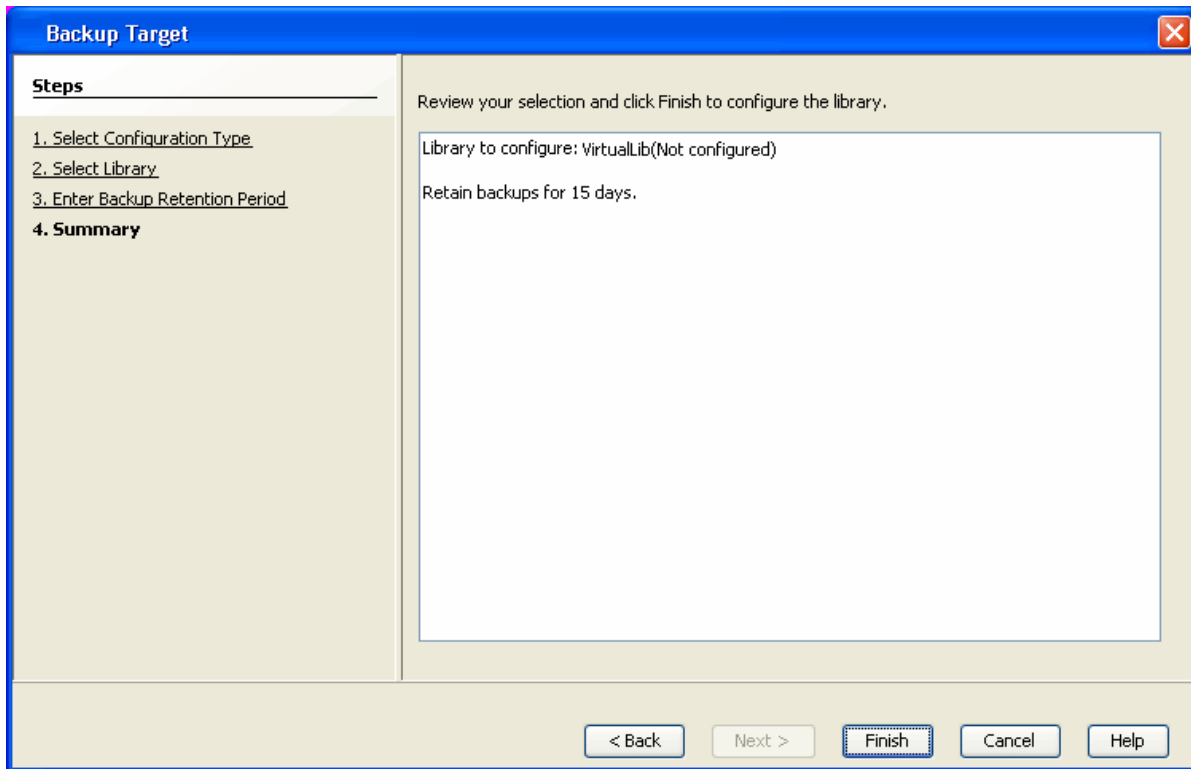 Backup Target
Steps
1. Select Configuration Type
2. Select Library
3. Enter Backup Retention Period
4. Summary
Review your selection and click Finish to configure the library.
Library to configure: VirtualLib(Not configured)
Retain backups for 15 days.
< Back
Next >
Finish
Cancel
Help